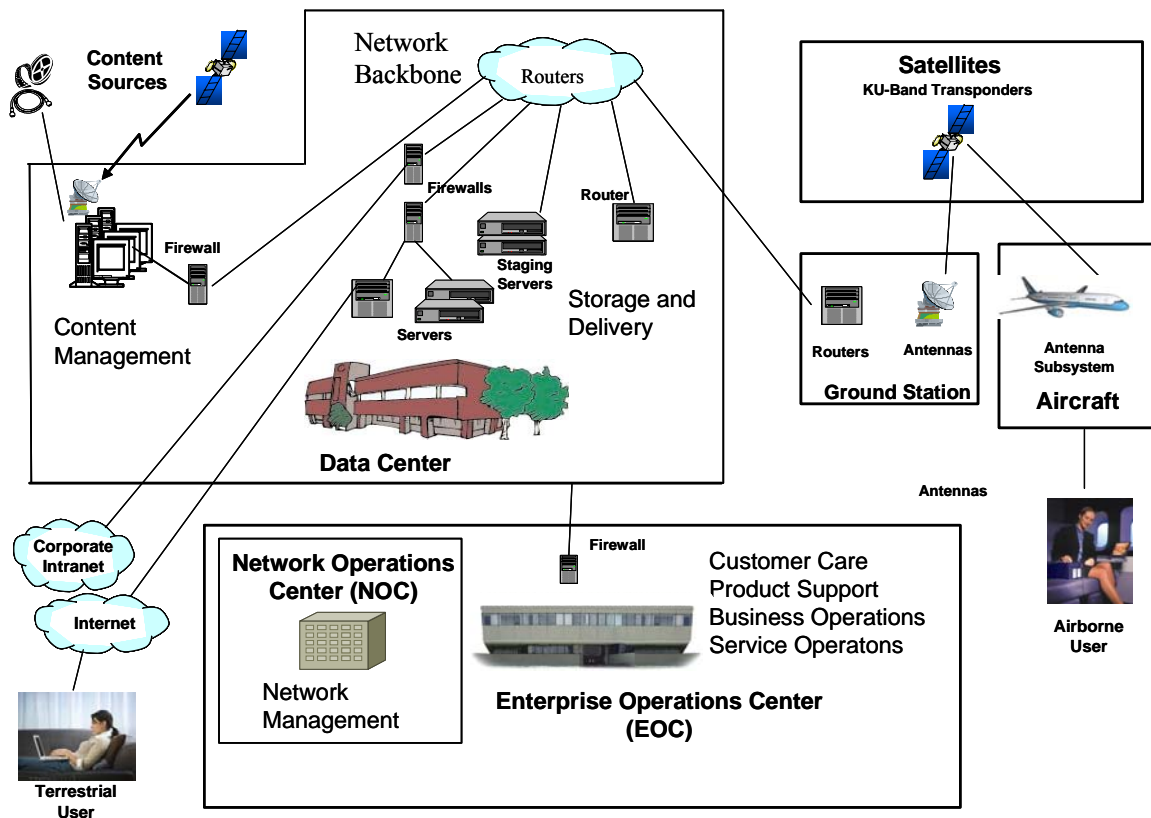 Content
Sources
Network
Backbone
Routers
Satellites
KU-Band Transponders
Firewalls
Router
Firewall
Staging
Servers
Storage and
Delivery
Content
Management
Servers
Data Center
Routers
Antennas
Ground Station
Antenna
Subsystem
Aircraft
Antennas
Corporate
Intranet
Internet
Terrestrial
User
Network Operations
Center (NOC)
Network
Management
Firewall
Customer Care
Product Support
Business Operations
Service Operatons
Enterprise Operations Center
(EOC)
Airborne
User